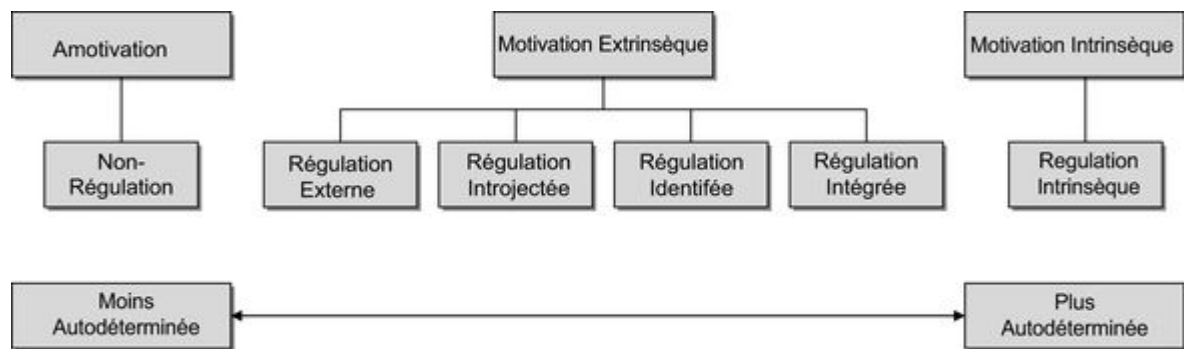 Amotivation
Motivation Extrinsèque
Motivation Intrinsèque
Non-
Régulation
Régulation
Externe
Régulation
Introjectée
Régulation
Identifée
Régulation
Intégrée
Regulation
Intrinsèque
Moins
Autodéterminée
Plus
Autodéterminée